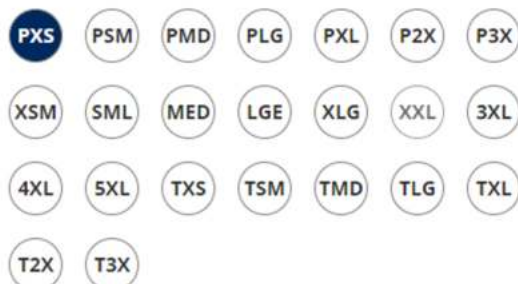 PXS PSM PMD PLG PXL P2X P3X
XSM SML MED LGE XLG XXL 3XL
4XL 5XL TXS TSM TMD TLG TXL
T2X T3X